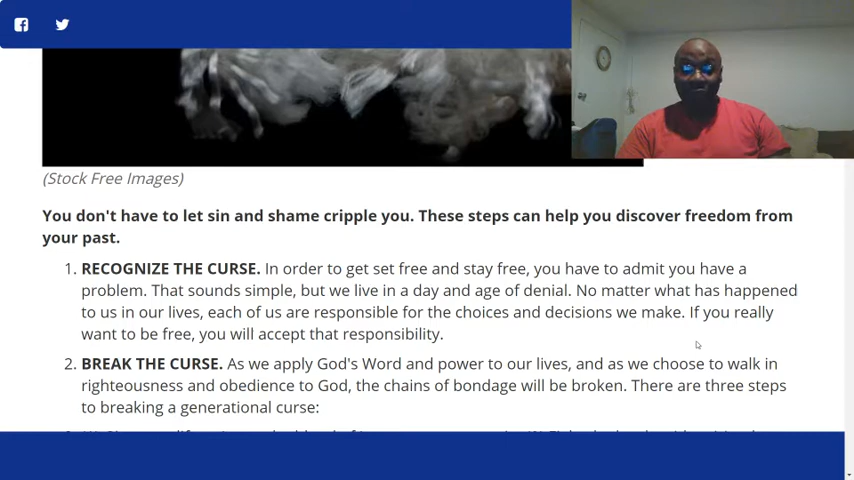 (Stock Free Images)
You don't have to let sin and shame cripple you. These steps can help you discover freedom from
your past.
1. RECOGNIZE THE CURSE. In order to get set free and stay free, you have to admit you have a
problem. That sounds simple, but we live in a day and age of denial. No matter what has happened
to us in our lives, each of us are responsible for the choices and decisions we make. If you really
want to be free, you will accept that responsibility.
2. BREAK THE CURSE. As we apply God's Word and power to our lives, and as we choose to walk in
righteousness and obedience to God, the chains of bondage will be broken. There are three steps
to breaking a generational curse: